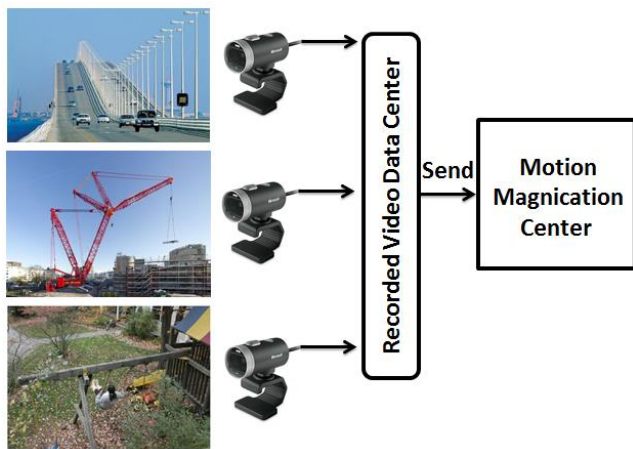 Recorded Video Data Center
Send
Motion
Magnication
Center